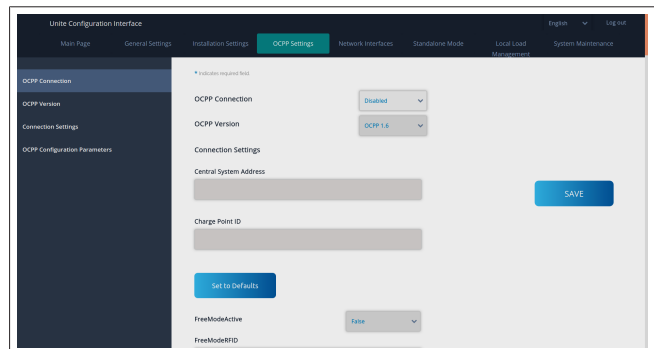 Unite Configuration Interface
English
Log out
Main Page
General Settings
Installation Settings
OCPP Settings
Network Interfaces
Standalone Mode
Local Load
Management
System Maintenance
* Indicates required field.
OCPP Connection
OCPP Version
Connection Settings
OCPP Configuration Parameters
OCPP Connection
Disabled
OCPP Version
OCPP 1.6
Connection Settings
Central System Address
SAVE
Charge Point ID
Set to Defaults
FreeModeActive
False
FreeModeRFID